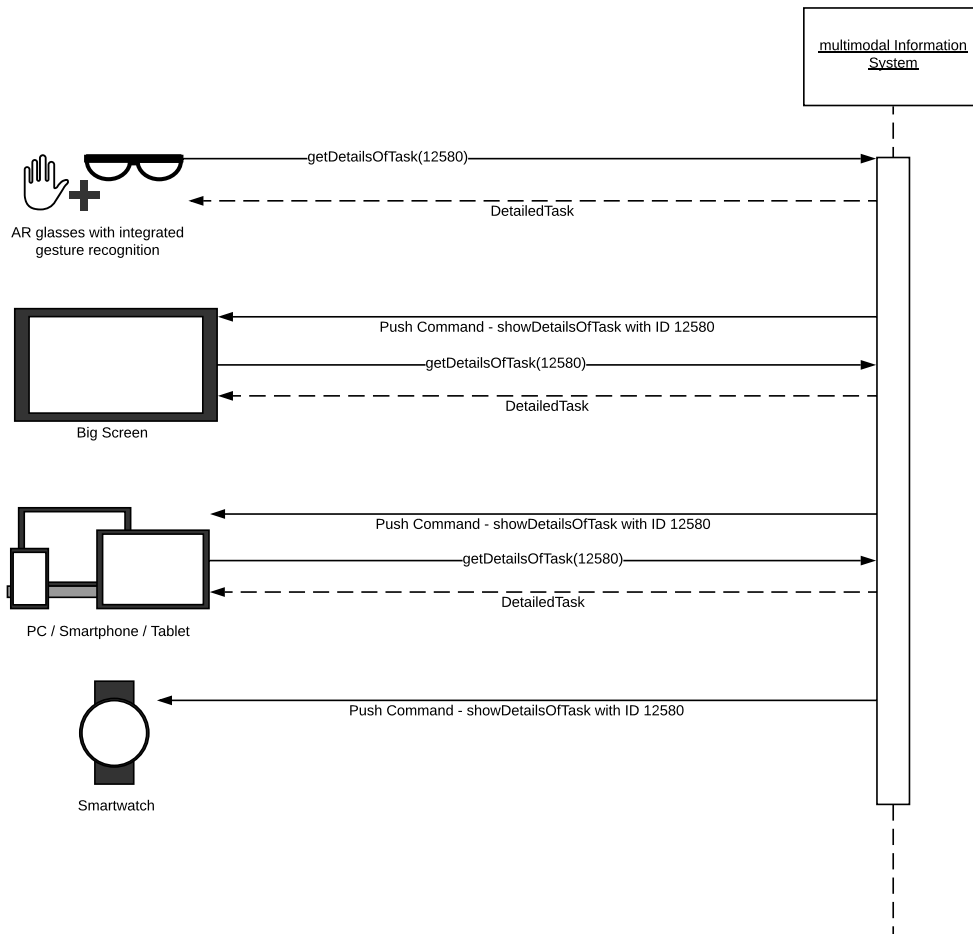 multimodal Information
System
getDetailsOfTask(12580)
DetailedTask
AR glasses with integrated
gesture recognition
Push Command - showDetailsOfTask with ID 12580
getDetailsOfTask(12580)
DetailedTask
Big Screen
Push Command - showDetailsOfTask with ID 12580
getDetailsOfTask(12580)
DetailedTask
PC / Smartphone / Tablet
Push Command - showDetailsOfTask with ID 12580
Smartwatch